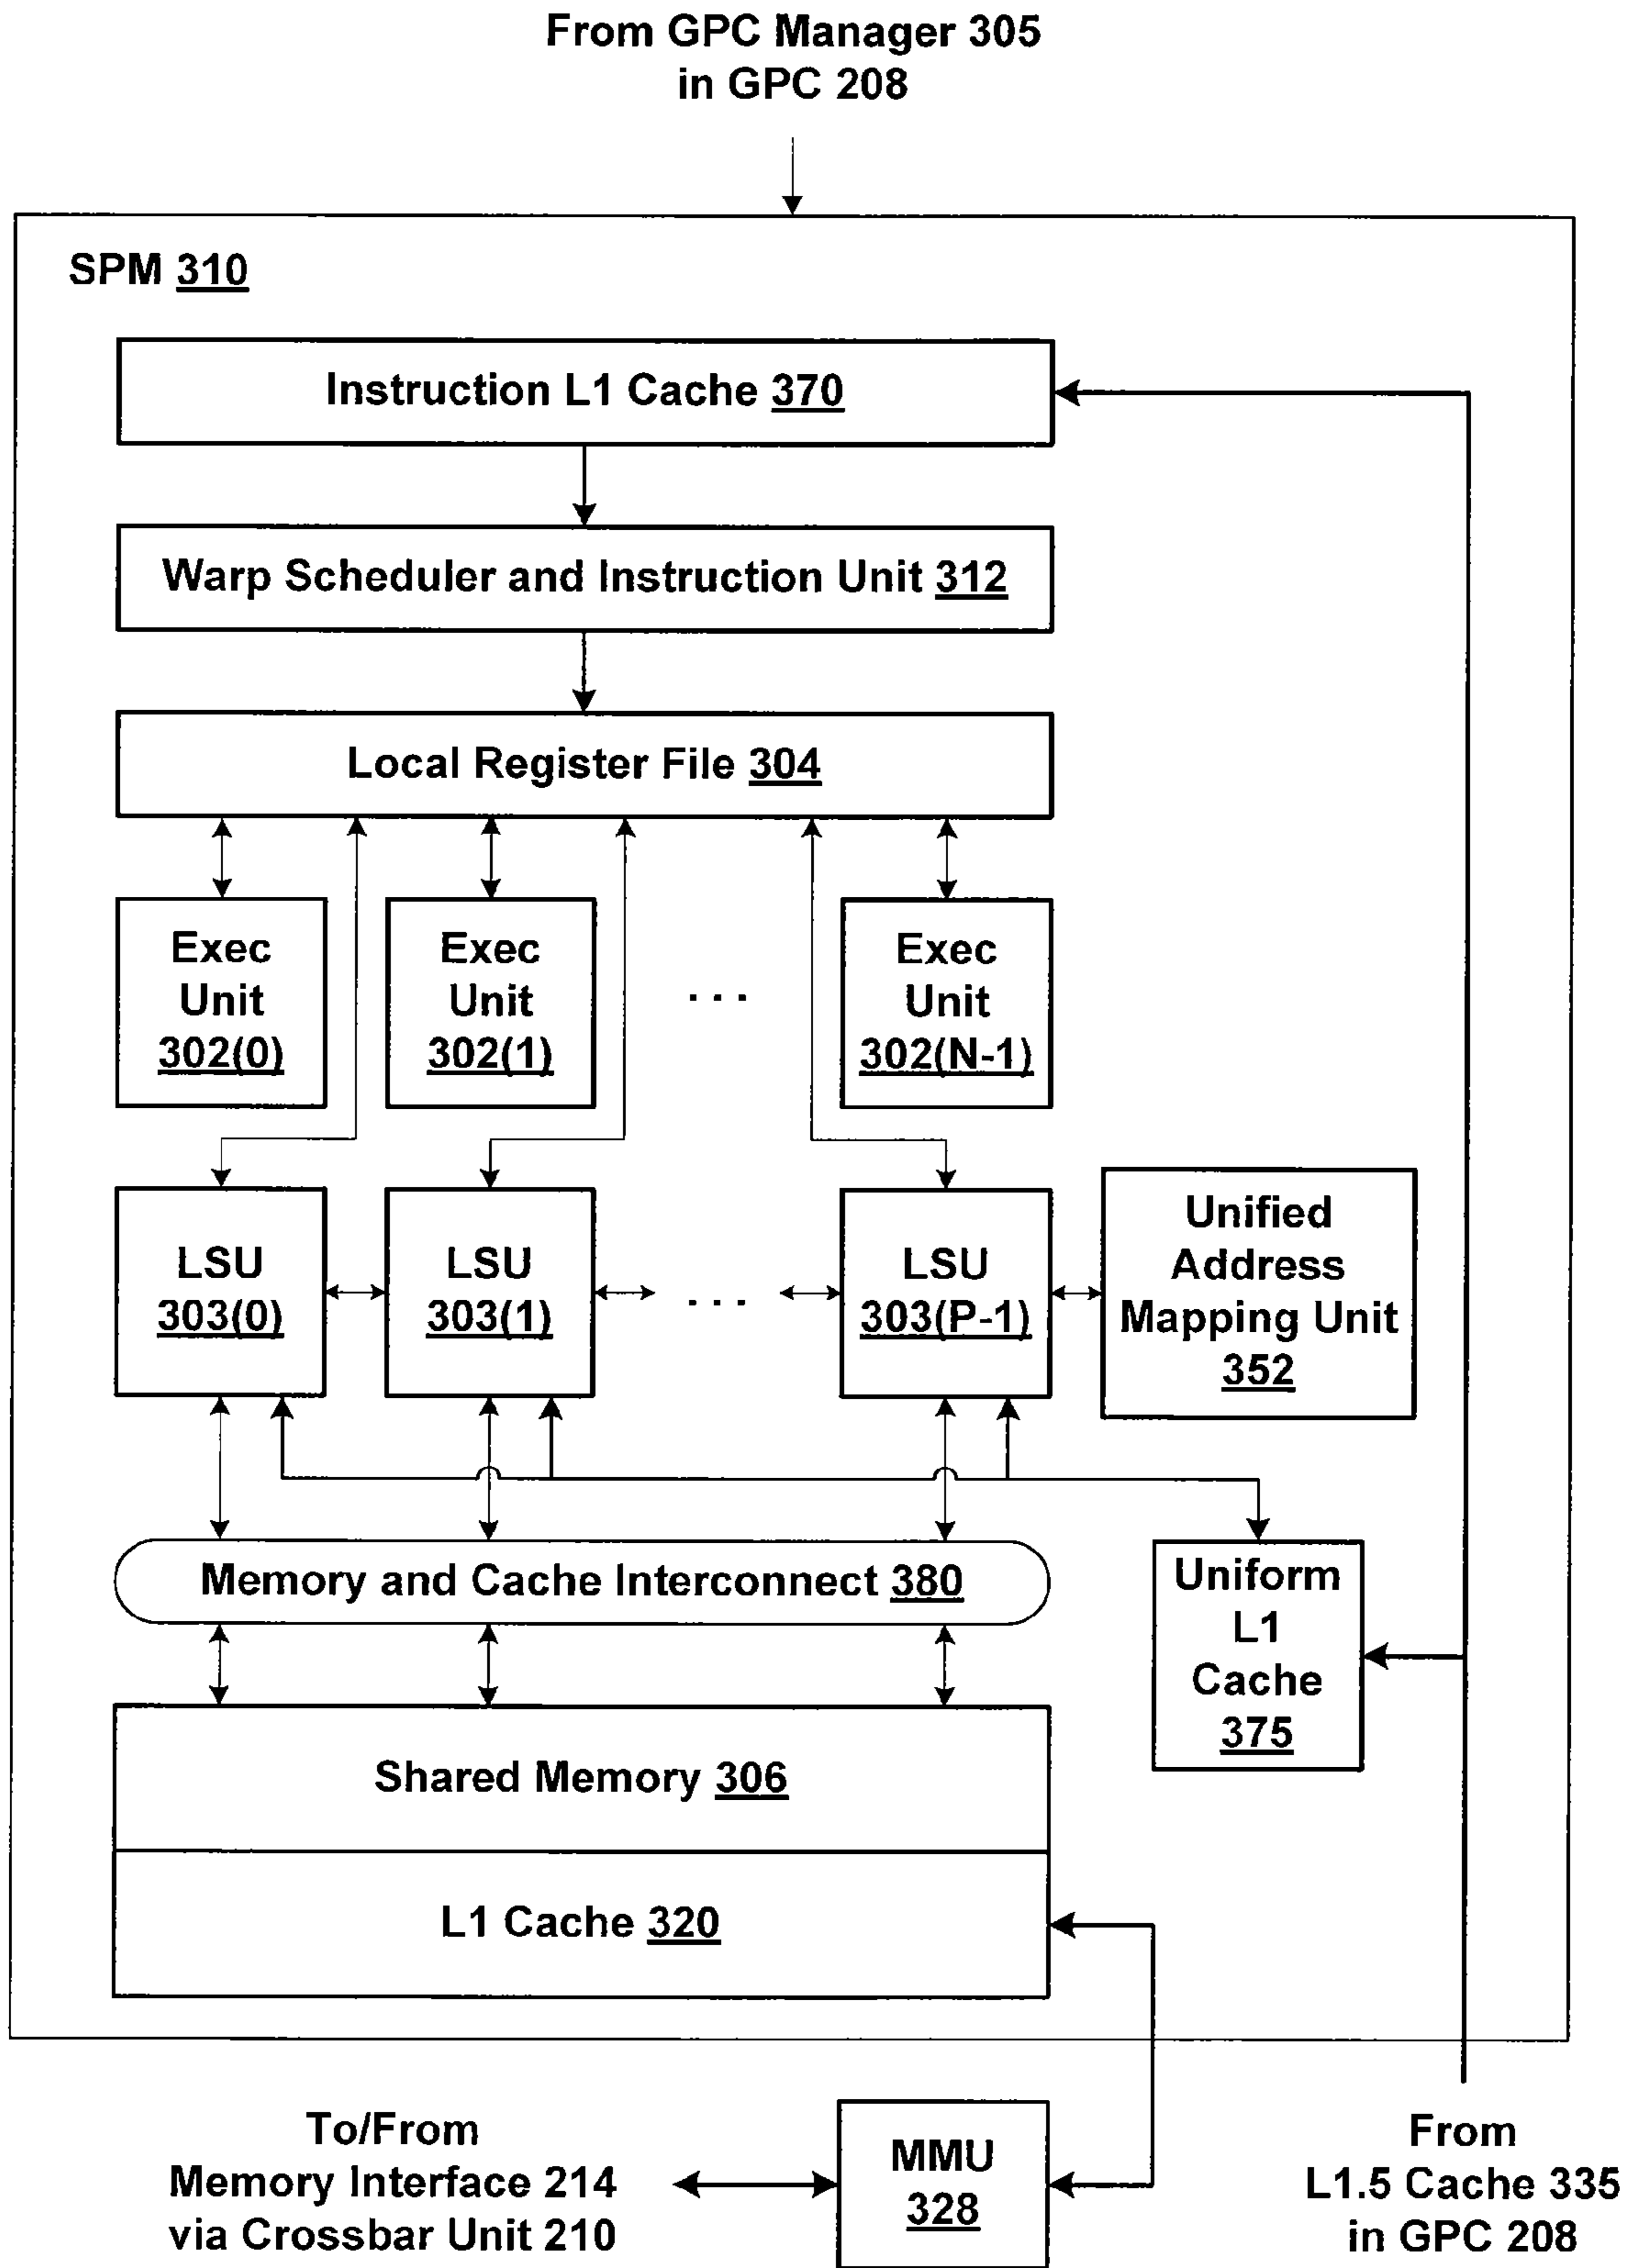 From GPC Manager 305
in GPC 208
SPM 310
Instruction L1 Cache 370
Warp Scheduler and Instruction Unit 312
Local Register File 304
Exec
Unit
302(0)
Exec
Unit
302(1)
. . .
Exec
Unit
302(N-1)
LSU
303(0)
LSU
303(1)
. . .
LSU
303(P-1)
Unified
Address
Mapping Unit
352
Memory and Cache Interconnect 380
Uniform
L1
Cache
375
Shared Memory 306
L1 Cache 320
To/From
Memory Interface 214
via Crossbar Unit 210
MMU
328
From
L1.5 Cache 335
in GPC 208